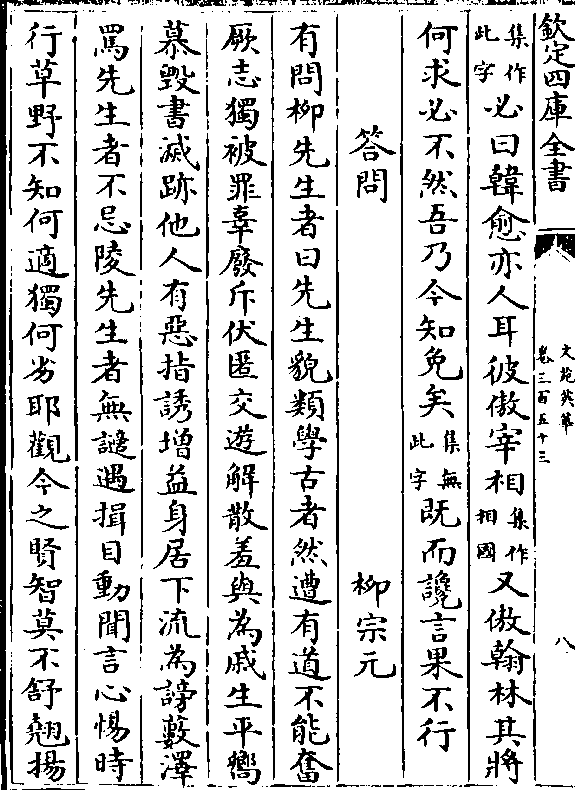 欽定四庫全書
文苑英華
卷三百五十三
八
集作此字必曰韓愈亦人耳彼傲宰相集作相國又傲翰林其將
何求必不然吾乃今知免矣集無此字既而讒言果不行
答問 柳宗元
有問柳先生者曰先生貌類學古者然遭有道不能奮
厥志獨被罪辜廢斥伏匿交遊解散羞與為戚生平嚮
慕毀書滅跡他人有惡指誘增益身居下流為謗藪澤
罵先生者不忌陵先生者無譴遇揖目動聞言心惕時
行草野不知何適獨何劣耶觀今之賢智莫不舒翹揚